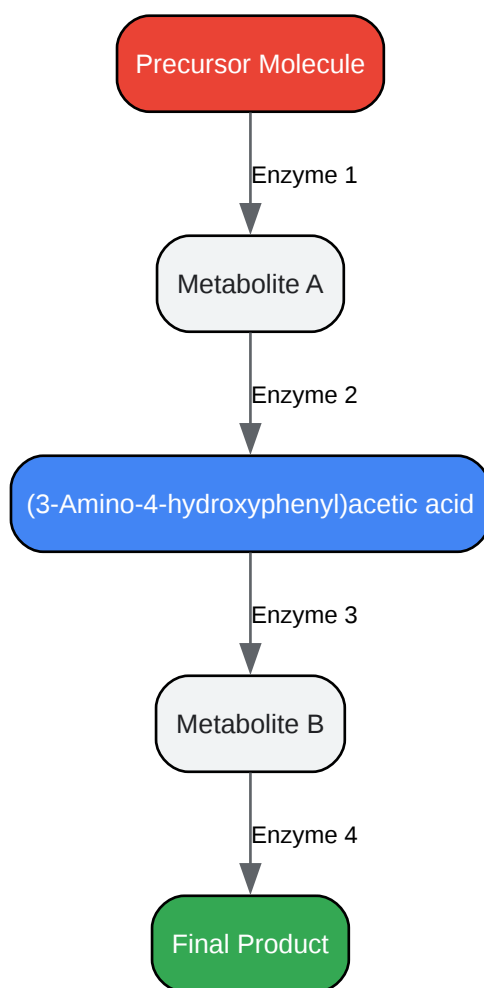 Precursor Molecule
Enzyme 1
Metabolite A
Enzyme 2
(3-Amino-4-hydroxyphenyl)acetic acid
Enzyme 3
Metabolite B
Enzyme 4
Final Product